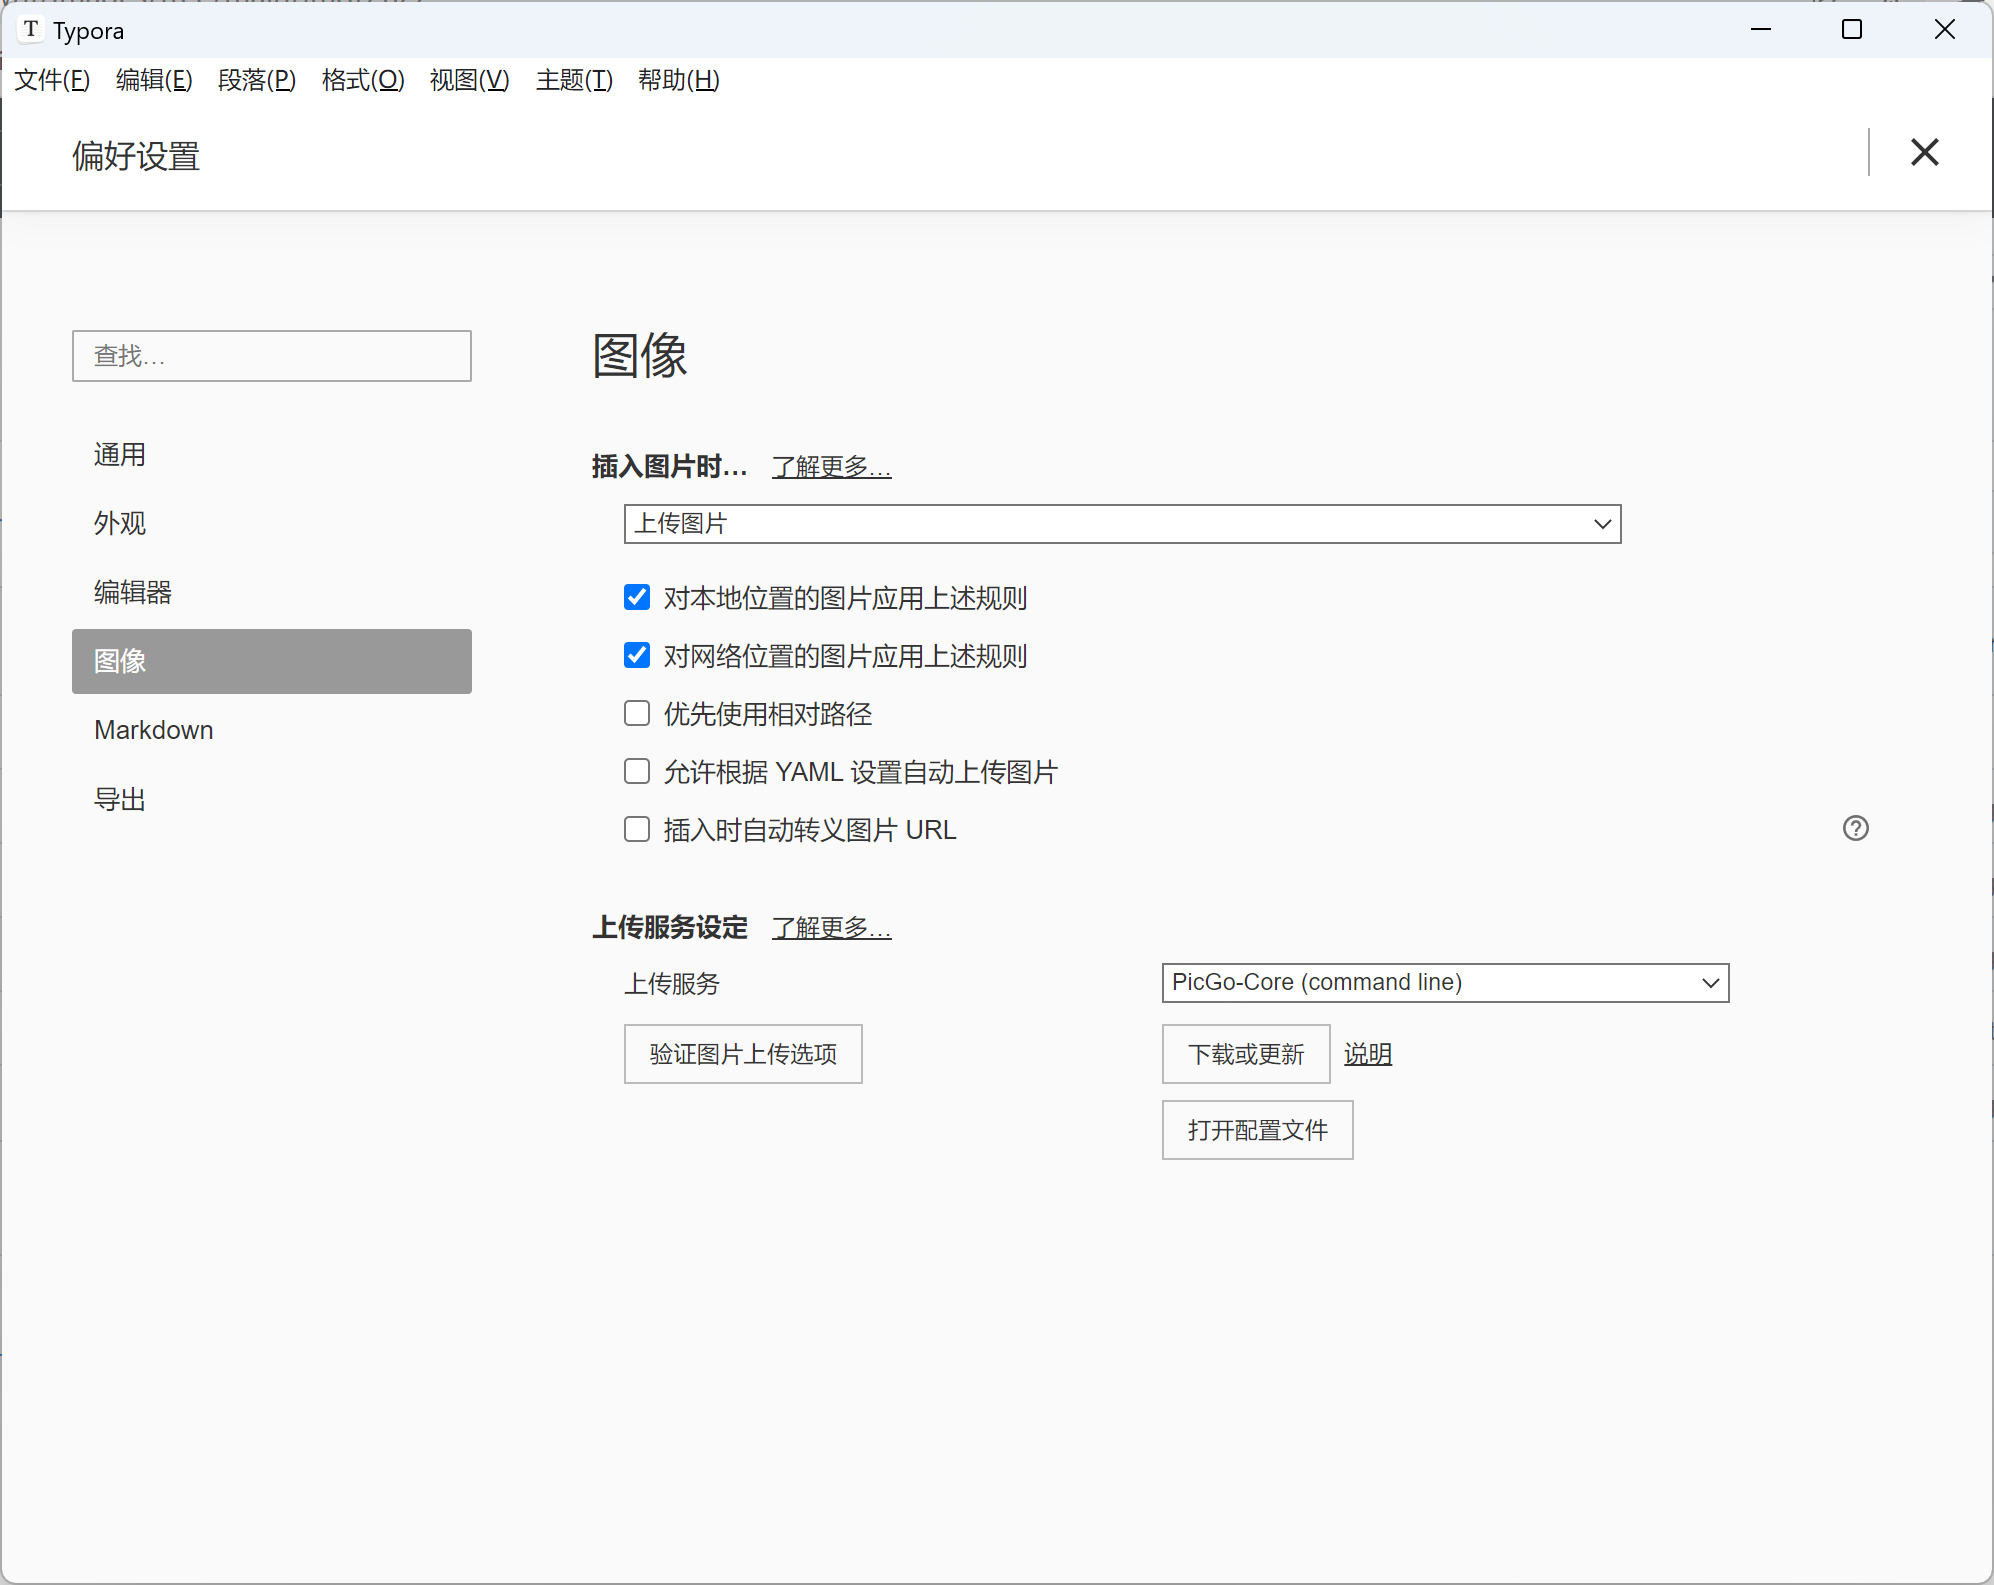 T Typora
文件(F) 编辑(E) 段落(P) 格式(O) 视图(V) 主题(T) 帮助(H)
偏好设置
查找…
通用
外观
编辑器
图像
Markdown
导出
图像
插入图片时… 了解更多…
上传图片
对本地位置的图片应用上述规则
对网络位置的图片应用上述规则
优先使用相对路径
允许根据 YAML 设置自动上传图片
插入时自动转义图片 URL
上传服务设定 了解更多…
上传服务 PicGo-Core (command line)
验证图片上传选项 下载或更新 说明
打开配置文件